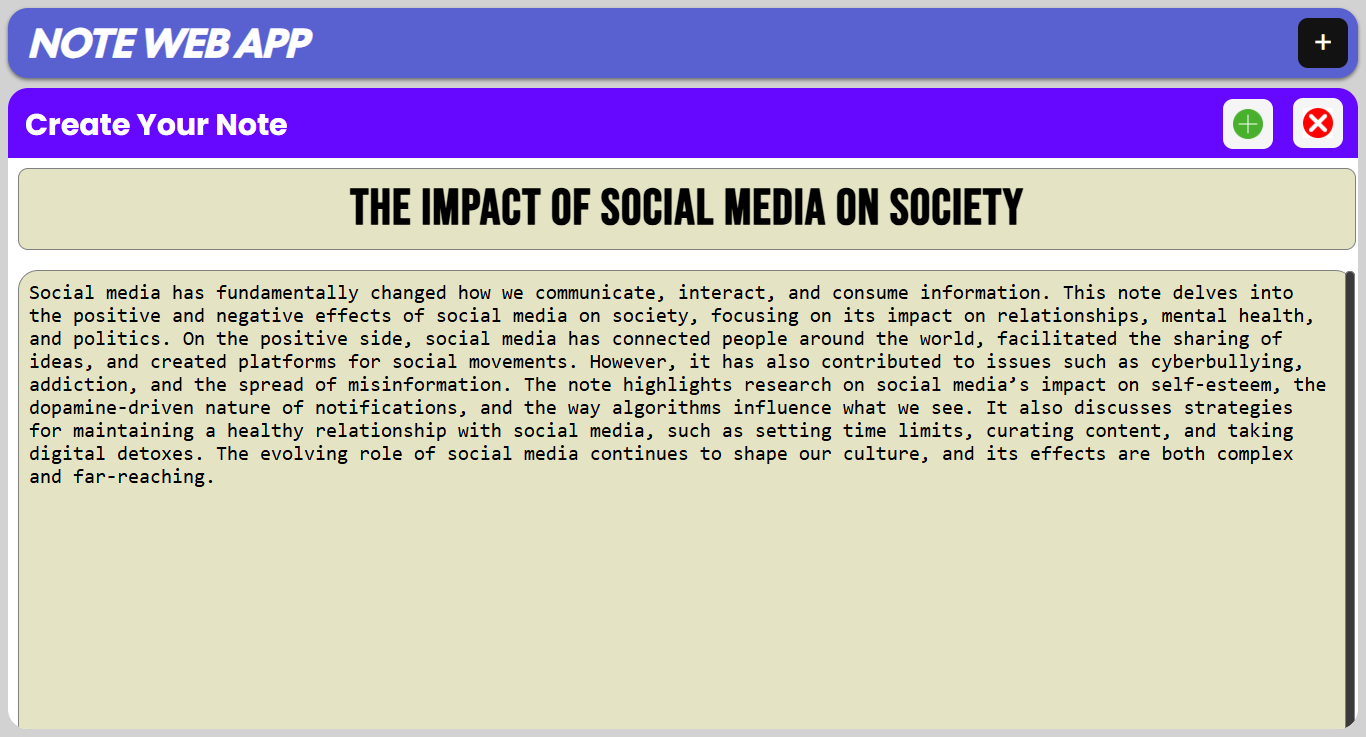 NOTE WEB APP
+
Create Your Note
THE IMPACT OF SOCIAL MEDIA ON SOCIETY
Social media has fundamentally changed how we communicate, interact, and consume information. This note delves into
the positive and negative effects of social media on society, focusing on its impact on relationships, mental health,
and politics. On the positive side, social media has connected people around the world, facilitated the sharing of
ideas, and created platforms for social movements. However, it has also contributed to issues such as cyberbullying,
addiction, and the spread of misinformation. The note highlights research on social media’s impact on self-esteem, the
dopamine-driven nature of notifications, and the way algorithms influence what we see. It also discusses strategies
for maintaining a healthy relationship with social media, such as setting time limits, curating content, and taking
digital detoxes. The evolving role of social media continues to shape our culture, and its effects are both complex
and far-reaching.